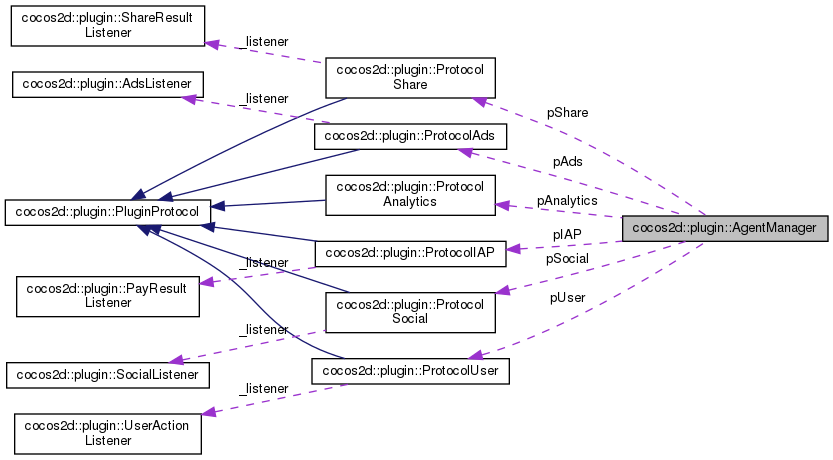 cocos2d::plugin::ShareResult
Listener
_listener
cocos2d::plugin::Protocol
Share
cocos2d::plugin::AdsListener
_listener
pShare
cocos2d::plugin::ProtocolAds
pAds
cocos2d::plugin::Protocol
Analytics
pAnalytics
cocos2d::plugin::PluginProtocol
cocos2d::plugin::AgentManager
pIAP
cocos2d::plugin::ProtocolIAP
_listener
pSocial
cocos2d::plugin::PayResult
Listener
pUser
cocos2d::plugin::Protocol
Social
_listener
cocos2d::plugin::SocialListener
cocos2d::plugin::ProtocolUser
_listener
cocos2d::plugin::UserAction
Listener